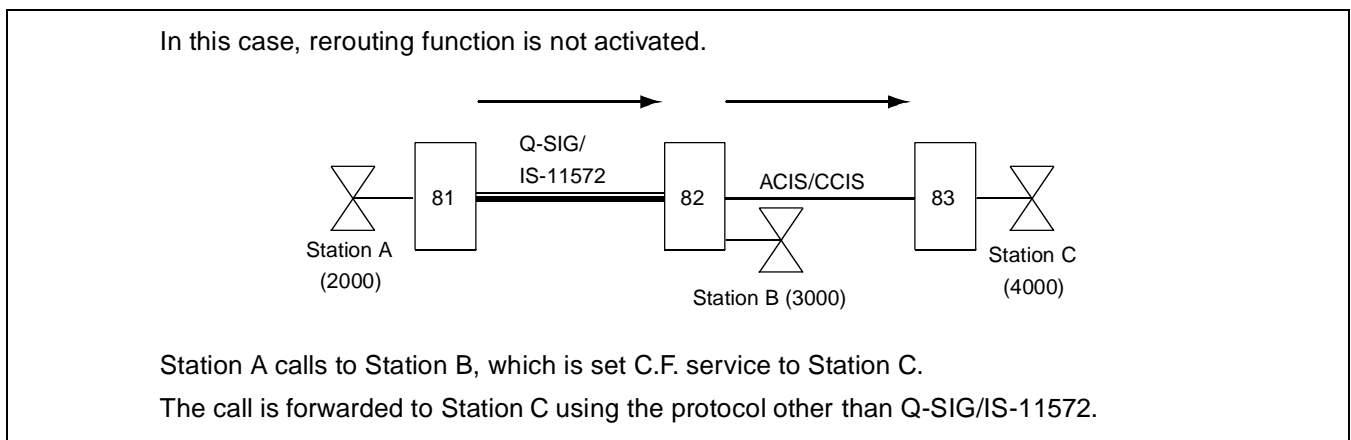 In this case, rerouting function is not activated.
Q-SIG/
IS-11572
ACIS/CCIS
81
82
83
Station A
(2000)
Station B (3000)
Station C
(4000)
Station A calls to Station B, which is set C.F. service to Station C.
The call is forwarded to Station C using the protocol other than Q-SIG/IS-11572.